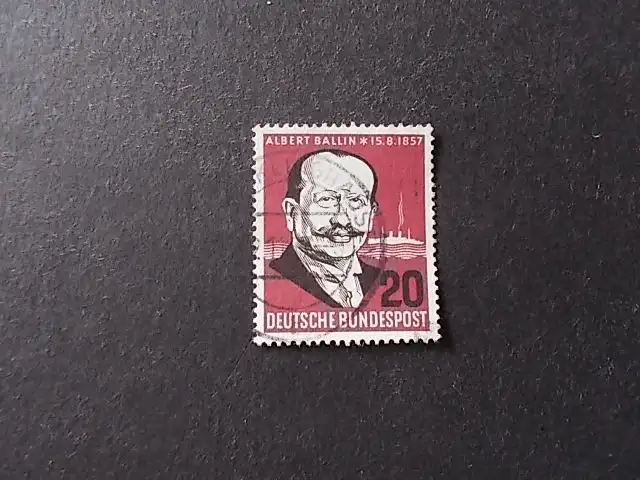 ALBERT BALLIN * 15.8.1857
20
DEUTSCHE BUNDESPOST